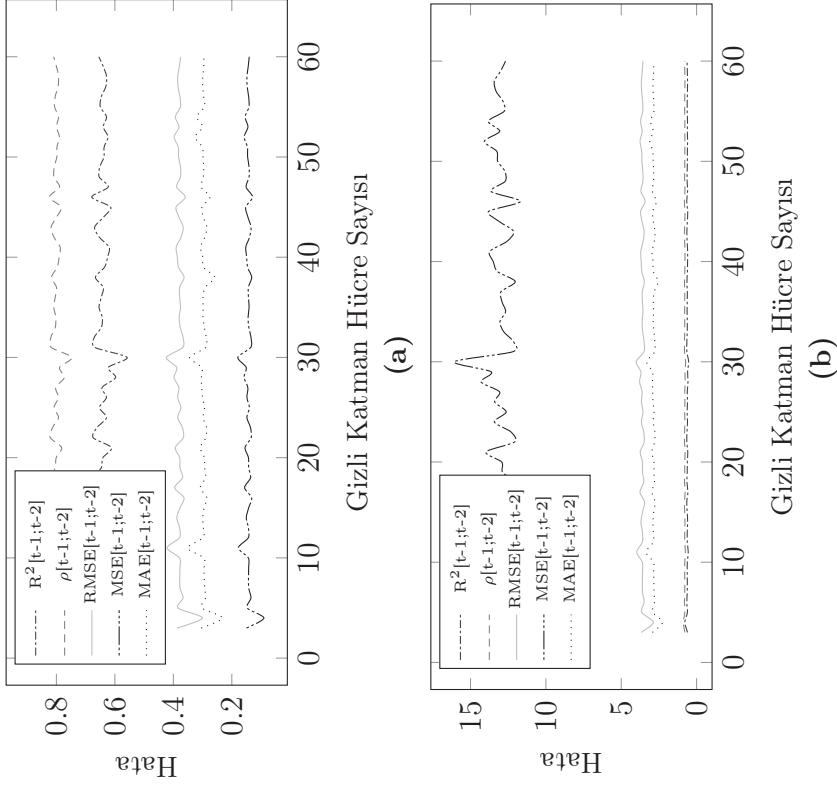 0.8
0.6
0.4
0.2
Hata
R²[t-1;t-2]
ρ[t-1;t-2]
RMSE[t-1;t-2]
MSE[t-1;t-2]
MAE[t-1;t-2]
0 10 20 30 40 50 60
Gizli Katman Hücre Sayısı
(a)
15
10
5
0
Hata
R²[t-1;t-2]
ρ[t-1;t-2]
RMSE[t-1;t-2]
MSE[t-1;t-2]
MAE[t-1;t-2]
0 10 20 30 40 50 60
Gizli Katman Hücre Sayısı
(b)